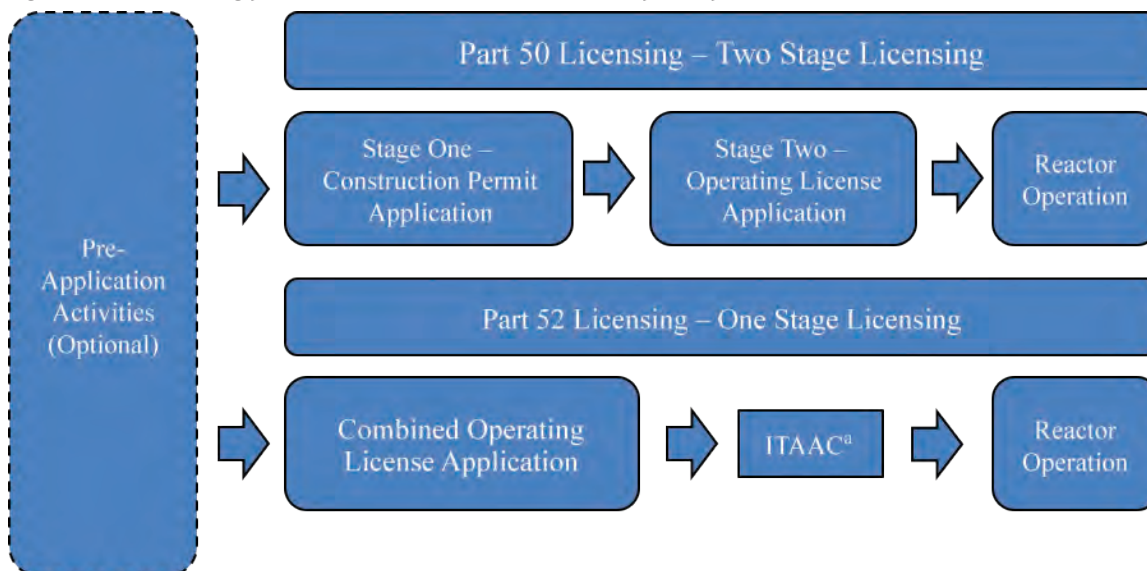 Part 50 Licensing – Two Stage Licensing
Stage One –
Construction Permit
Application
Stage Two –
Operating License
Application
Reactor
Operation
Pre-
Application
Activities
(Optional)
Part 52 Licensing – One Stage Licensing
Combined Operating
License Application
ITAACᵃ
Reactor
Operation